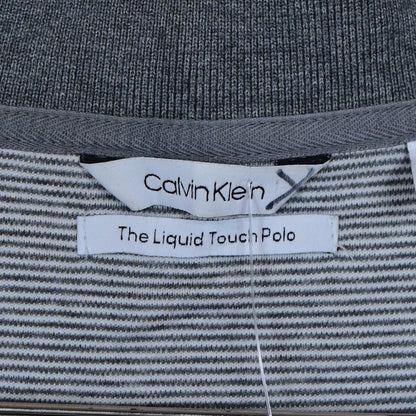 Calvin Klein
The Liquid Touch Polo